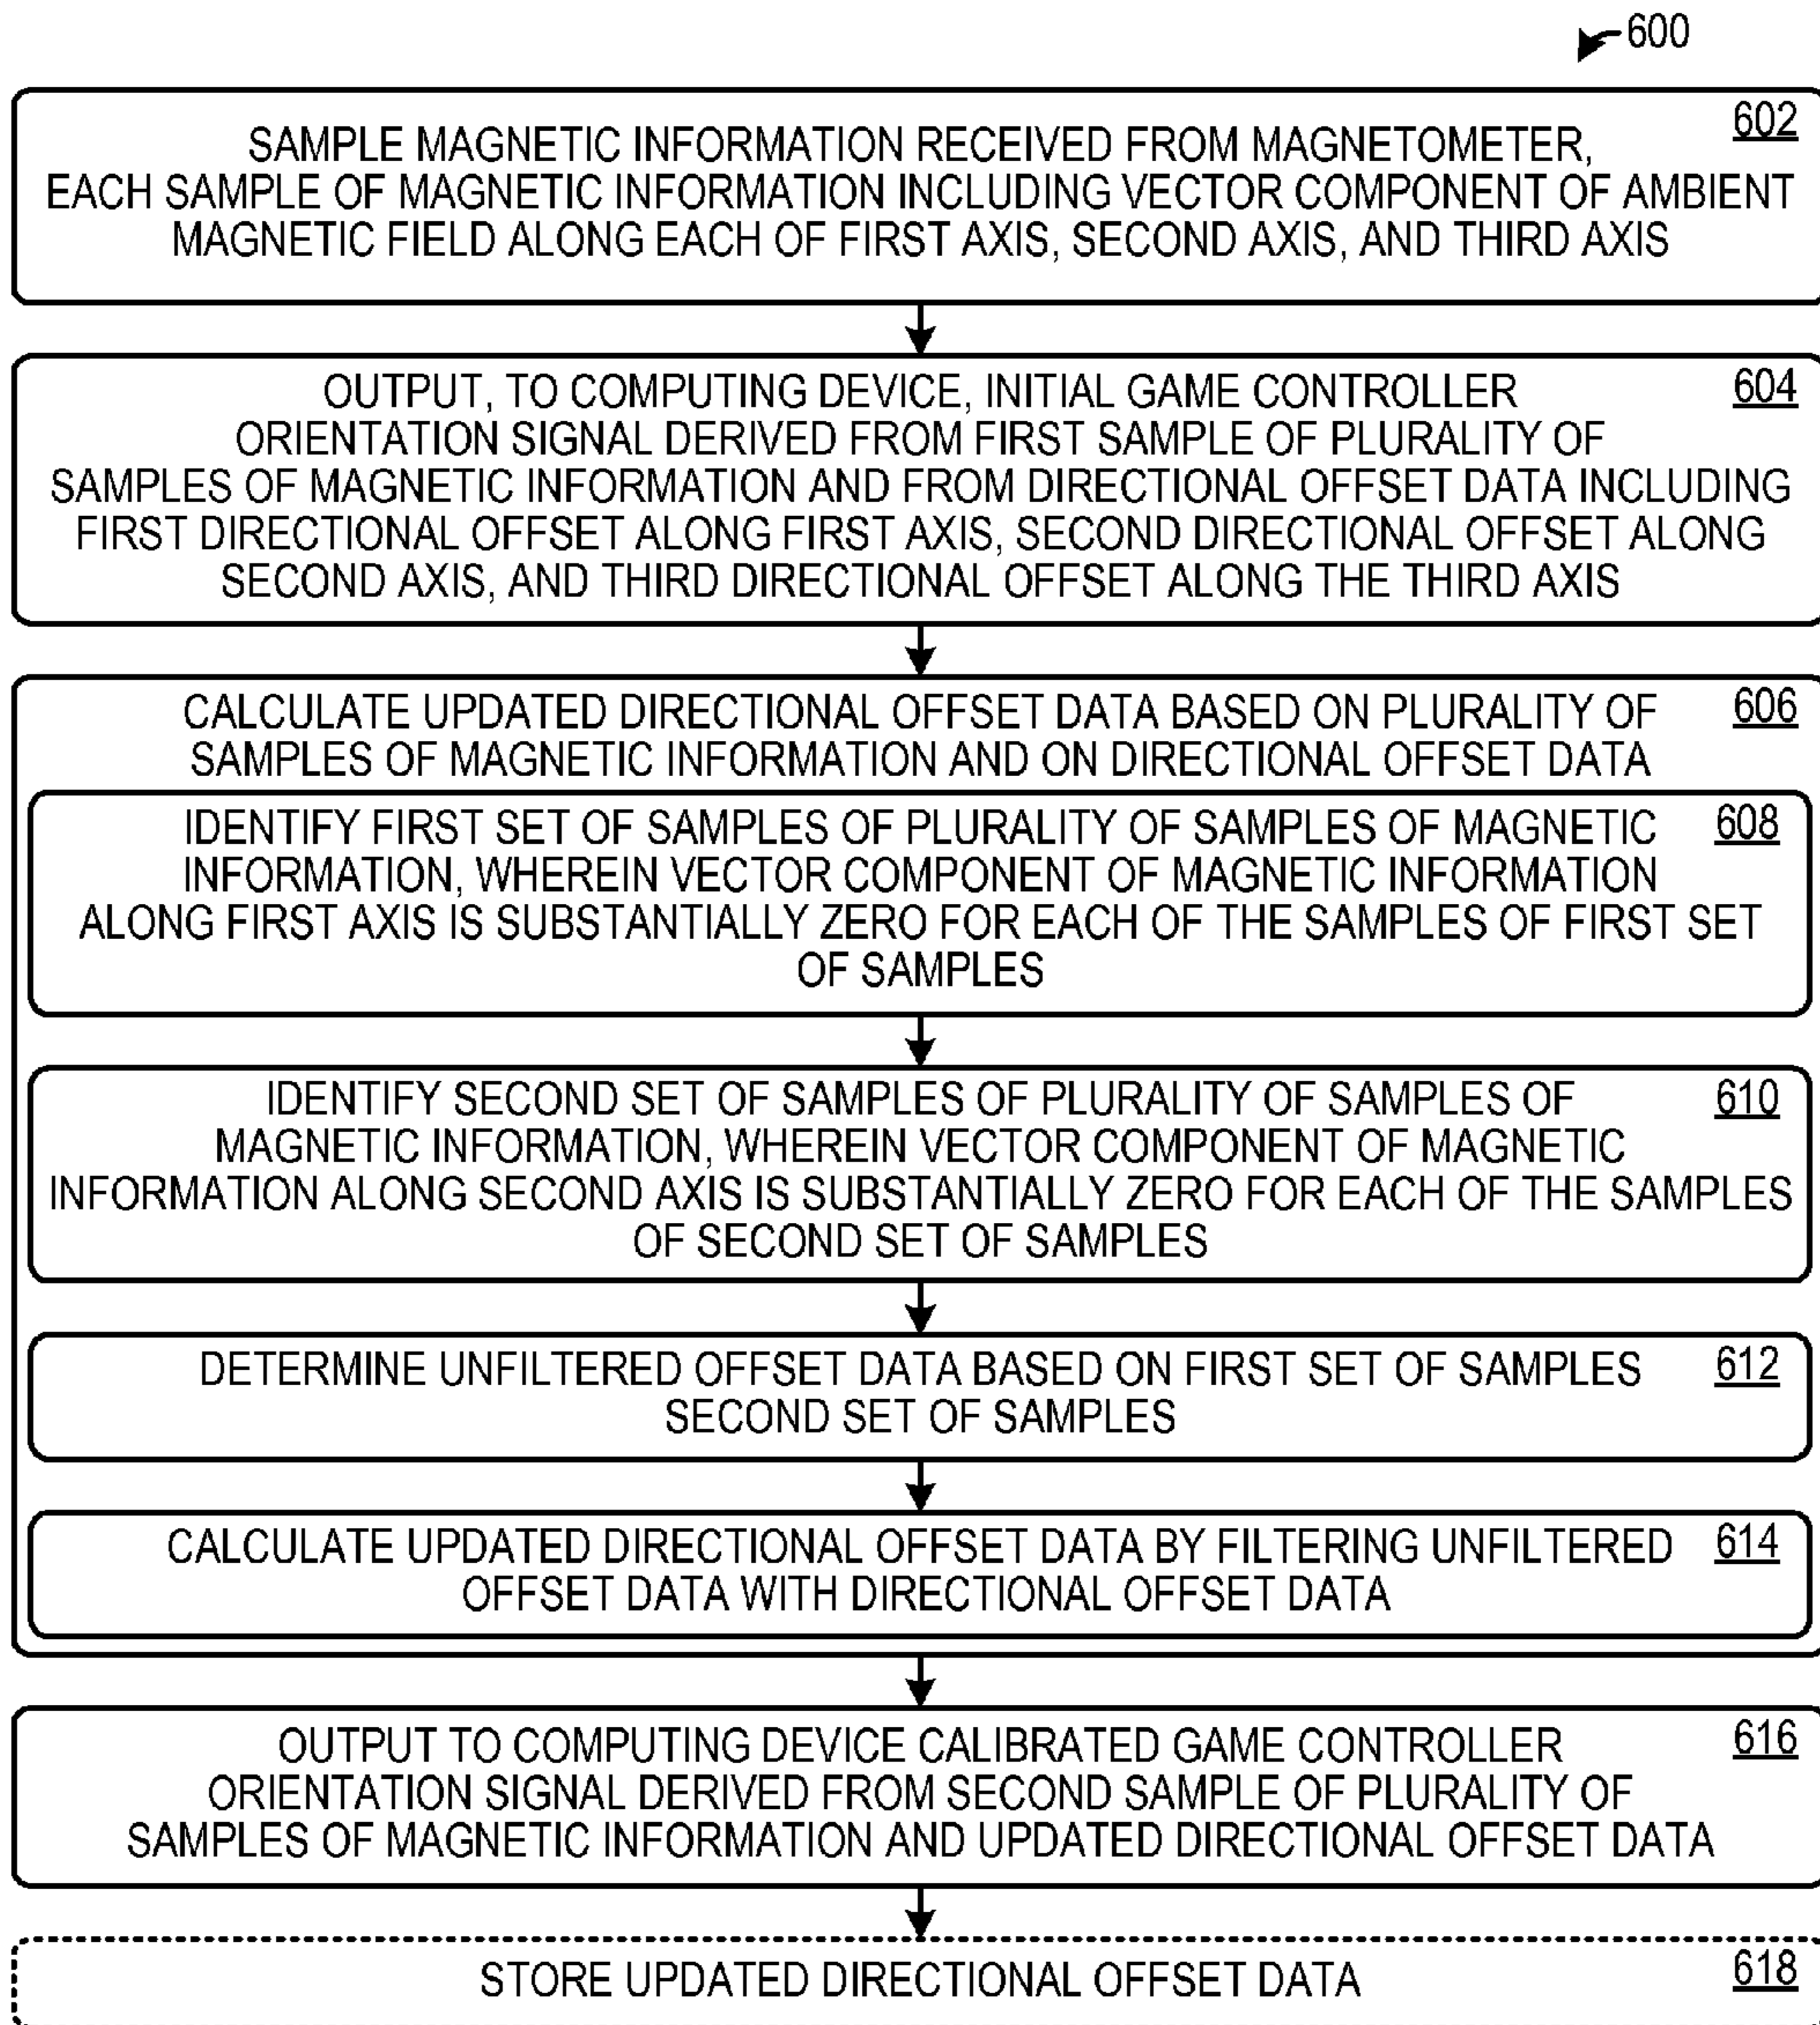 600
602
SAMPLE MAGNETIC INFORMATION RECEIVED FROM MAGNETOMETER,
EACH SAMPLE OF MAGNETIC INFORMATION INCLUDING VECTOR COMPONENT OF AMBIENT
MAGNETIC FIELD ALONG EACH OF FIRST AXIS, SECOND AXIS, AND THIRD AXIS
604
OUTPUT, TO COMPUTING DEVICE, INITIAL GAME CONTROLLER
ORIENTATION SIGNAL DERIVED FROM FIRST SAMPLE OF PLURALITY OF
SAMPLES OF MAGNETIC INFORMATION AND FROM DIRECTIONAL OFFSET DATA INCLUDING
FIRST DIRECTIONAL OFFSET ALONG FIRST AXIS, SECOND DIRECTIONAL OFFSET ALONG
SECOND AXIS, AND THIRD DIRECTIONAL OFFSET ALONG THE THIRD AXIS
606
CALCULATE UPDATED DIRECTIONAL OFFSET DATA BASED ON PLURALITY OF
SAMPLES OF MAGNETIC INFORMATION AND ON DIRECTIONAL OFFSET DATA
608
IDENTIFY FIRST SET OF SAMPLES OF PLURALITY OF SAMPLES OF MAGNETIC
INFORMATION, WHEREIN VECTOR COMPONENT OF MAGNETIC INFORMATION
ALONG FIRST AXIS IS SUBSTANTIALLY ZERO FOR EACH OF THE SAMPLES OF FIRST SET
OF SAMPLES
610
IDENTIFY SECOND SET OF SAMPLES OF PLURALITY OF SAMPLES OF
MAGNETIC INFORMATION, WHEREIN VECTOR COMPONENT OF MAGNETIC
INFORMATION ALONG SECOND AXIS IS SUBSTANTIALLY ZERO FOR EACH OF THE SAMPLES
OF SECOND SET OF SAMPLES
612
DETERMINE UNFILTERED OFFSET DATA BASED ON FIRST SET OF SAMPLES
SECOND SET OF SAMPLES
614
CALCULATE UPDATED DIRECTIONAL OFFSET DATA BY FILTERING UNFILTERED
OFFSET DATA WITH DIRECTIONAL OFFSET DATA
616
OUTPUT TO COMPUTING DEVICE CALIBRATED GAME CONTROLLER
ORIENTATION SIGNAL DERIVED FROM SECOND SAMPLE OF PLURALITY OF
SAMPLES OF MAGNETIC INFORMATION AND UPDATED DIRECTIONAL OFFSET DATA
618
STORE UPDATED DIRECTIONAL OFFSET DATA